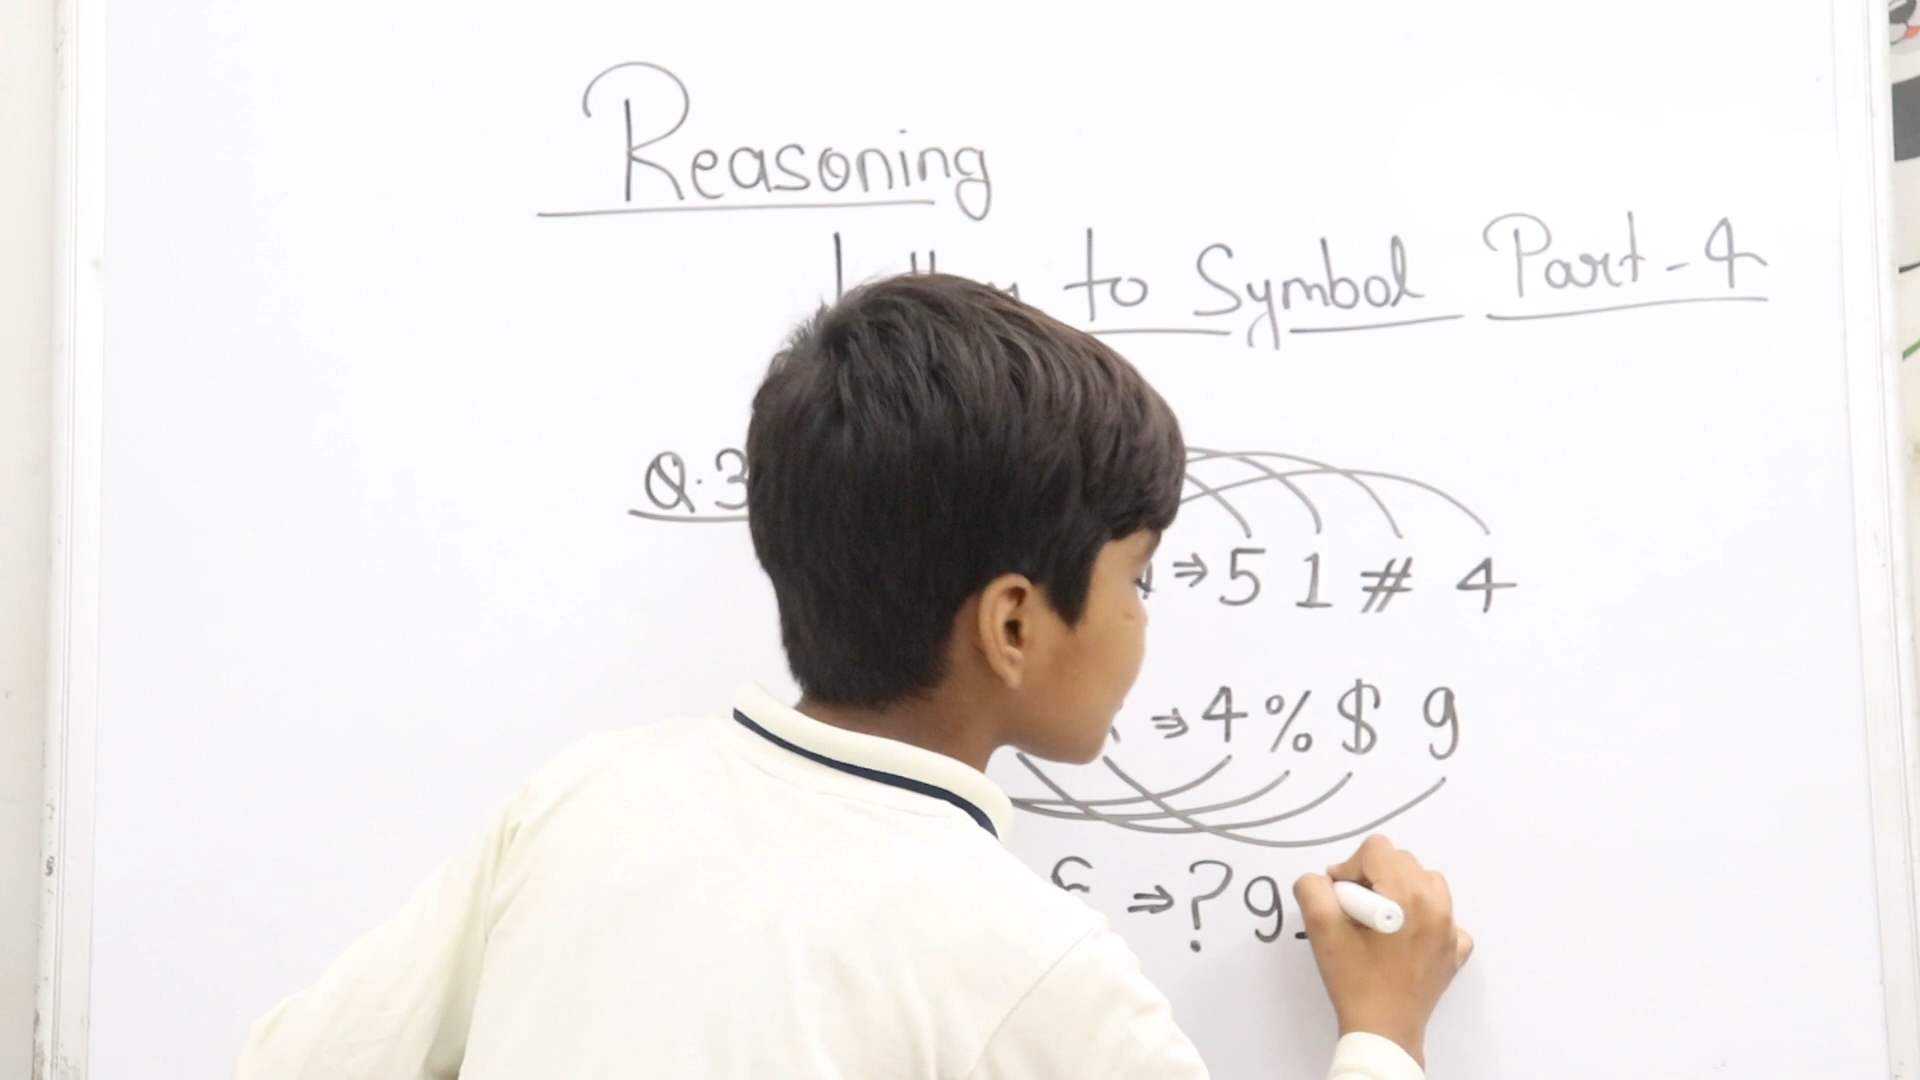 Reasoning
to Symbol Part-4
Q.3
⇒ 5 1 # 4
⇒ 4 % $ 9
⇒ ? 9